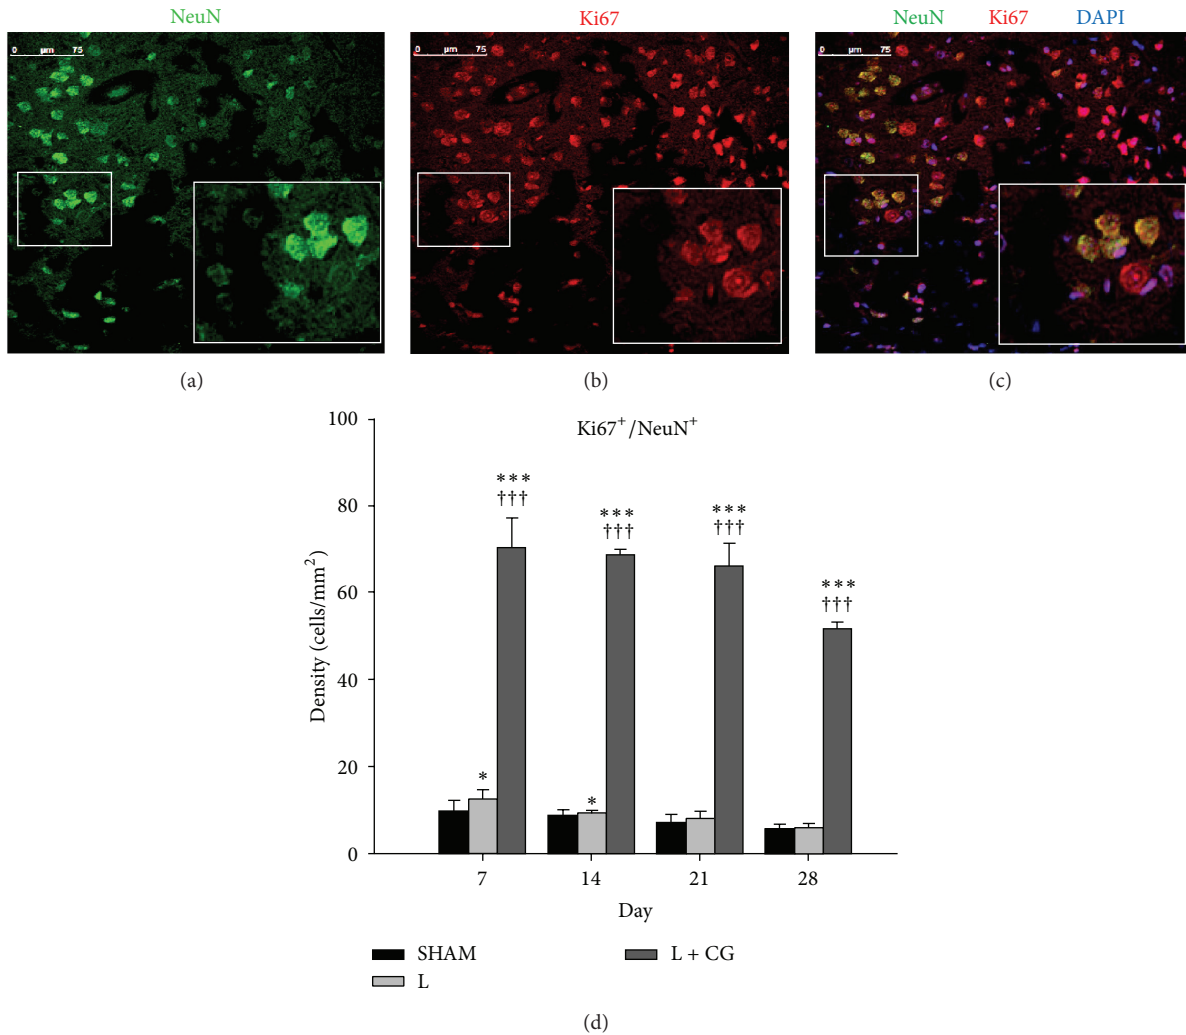 NeuN
Ki67
NeuN Ki67 DAPI
0 µm 75
0 µm 75
0 µm 75
(a)
(b)
(c)
Ki67⁺/NeuN⁺
100
80
60
40
20
0
Density (cells/mm²)
***
†††
***
†††
***
†††
***
†††
*
*
7 14 21 28
Day
SHAM
L
L + CG
(d)